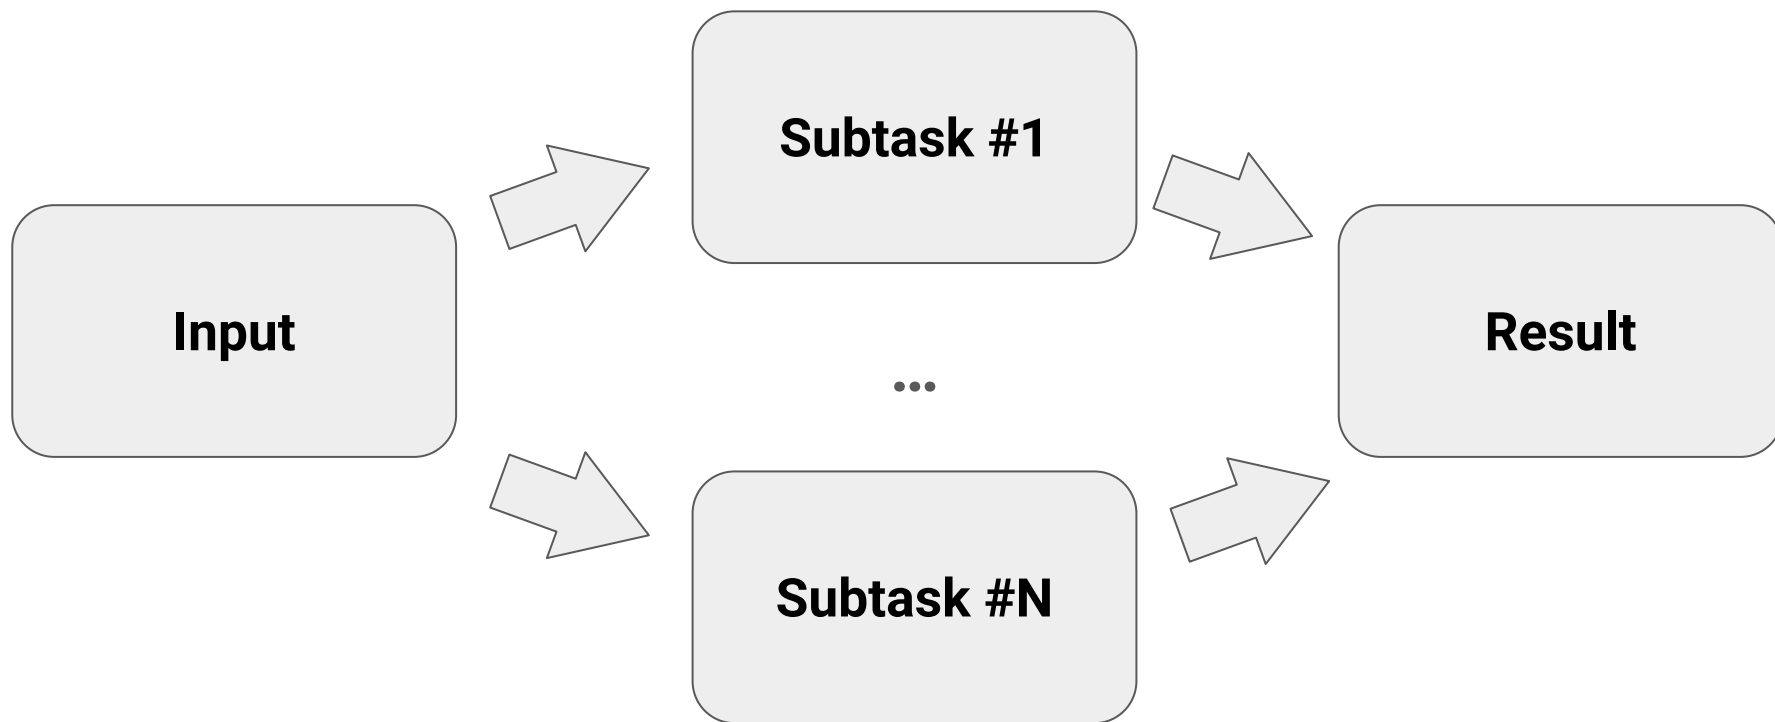 Input
Subtask #1
...
Subtask #N
Result